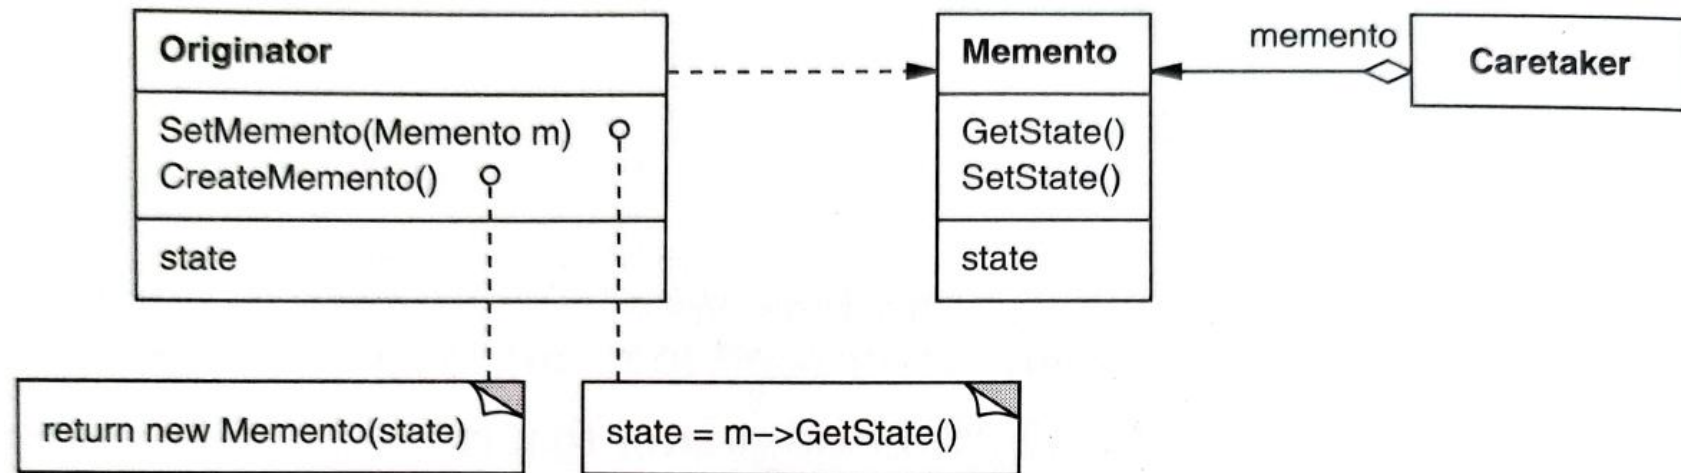 Originator
SetMemento(Memento m)
CreateMemento()
state
Memento
GetState()
SetState()
state
memento
Caretaker
return new Memento(state)
state = m–>GetState()